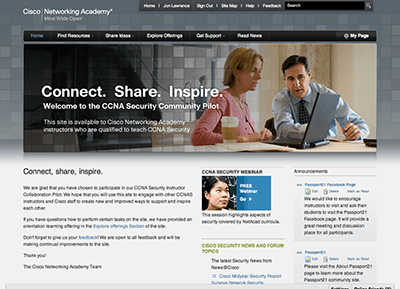 Cisco Networking Academy®
Mind Wide Open™
Home Jon Lawrance Sign Out Site Map Help Feedback Search
Home Find Resources Share Ideas Explore Offerings Get Support Read News My Page
Connect. Share. Inspire.
Welcome to the CCNA Security Community Pilot
This site is available to Cisco Networking Academy
instructors who are qualified to teach CCNA Security
Connect, share, inspire.
We are glad that you have chosen to participate in our CCNA Security Instructor
Collaboration Pilot. We hope that you will use this site to engage with other CCNAS
instructors and Cisco staff to create new and improved ways to support and inspire
each other.
If you have questions how to perform certain tasks on the site, we have provided an
orientation learning offering in the Explore offerings Section of the site.
Don't forget to give us your feedback! We are open to all feedback and will be
making continual improvements to the site.
Thank you!
The Cisco Networking Academy Team
CCNA SECURITY WEBINAR
FREE
Webinar
Go
This session highlights aspects of security
covered by NetAcad curricula.
CISCO SECURITY NEWS AND FORUM
TOPICS
The latest Security News from
News@Cisco
Cisco Midyear Security Report
Announcements
Passport21 Facebook Page
Edit Delete Mark as Read
We would like to encourage
instructors to visit and ask their
students to visit the Passport21
Facebook page. It will provide a
great meeting and discussion
place for all participants.
Passport21
Edit Delete Mark as Read
Please visit the About Passport21
page to learn more about the
Passport21 community site.